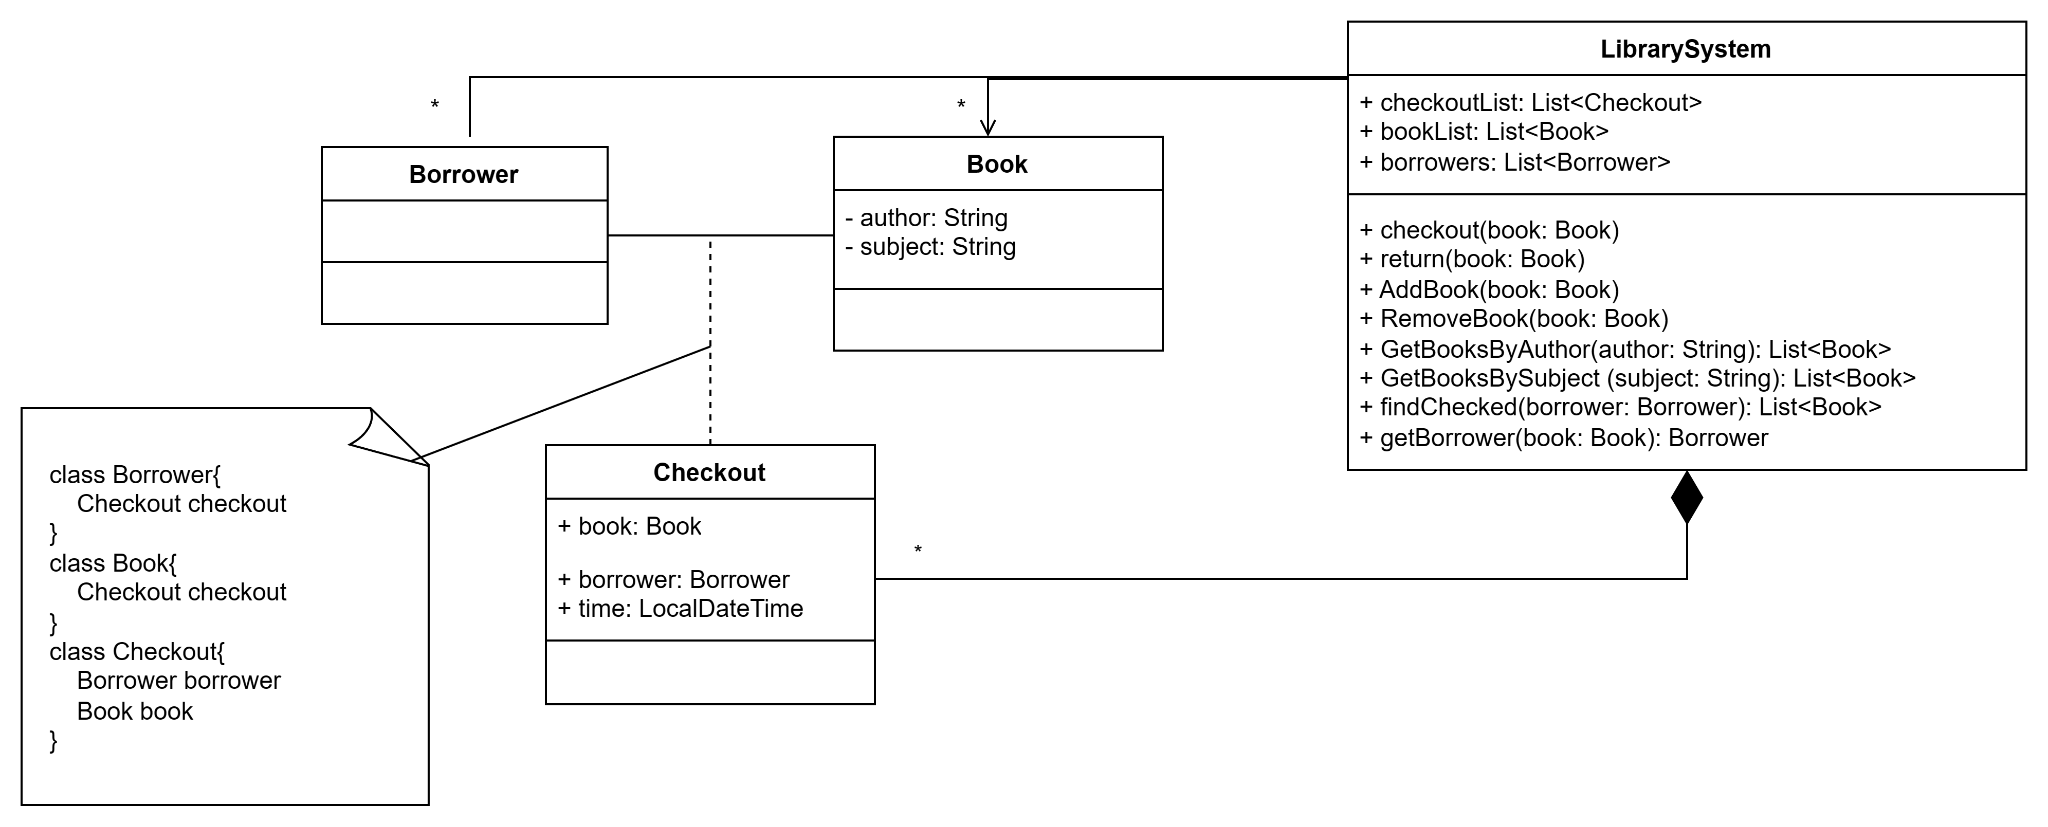 LibrarySystem
+ checkoutList: List<Checkout>
+ bookList: List<Book>
+ borrowers: List<Borrower>
+ checkout(book: Book)
+ return(book: Book)
+ AddBook(book: Book)
+ RemoveBook(book: Book)
+ GetBooksByAuthor(author: String): List<Book>
+ GetBooksBySubject (subject: String): List<Book>
+ findChecked(borrower: Borrower): List<Book>
+ getBorrower(book: Book): Borrower
*
*
Borrower
Book
- author: String
- subject: String
class Borrower{
Checkout checkout
}
class Book{
Checkout checkout
}
class Checkout{
Borrower borrower
Book book
}
Checkout
+ book: Book
+ borrower: Borrower
+ time: LocalDateTime
*